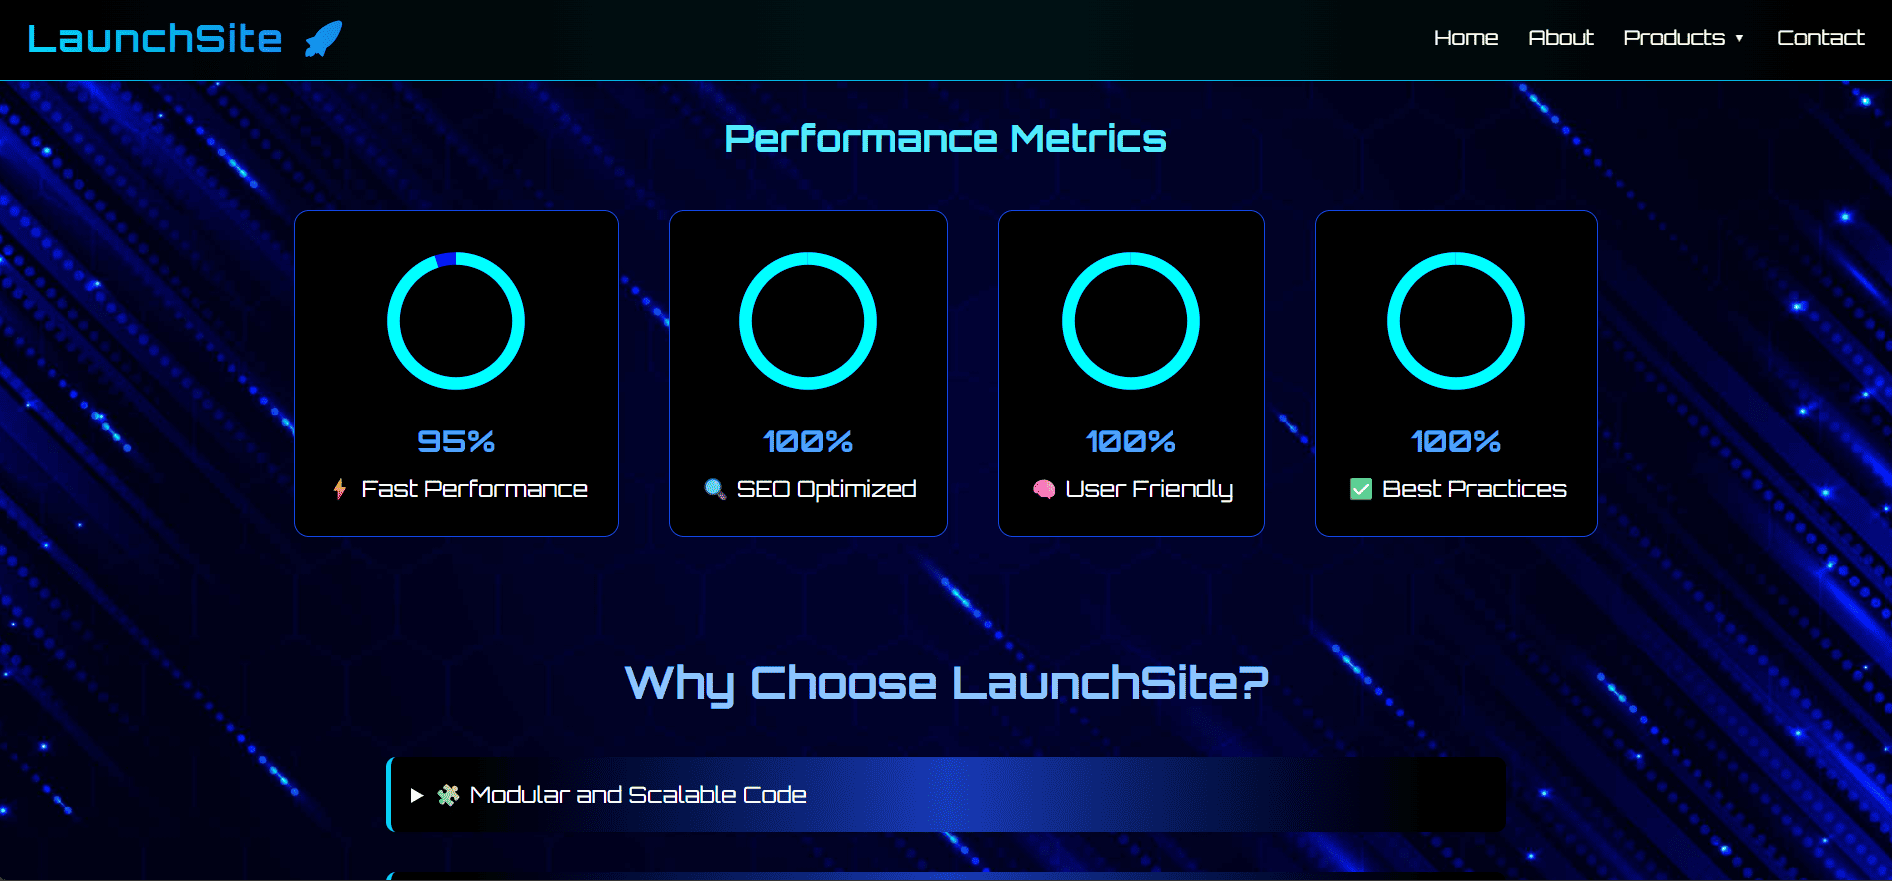 LaunchSite 🚀
Home
About
Products ▼
Contact
Performance Metrics
95%
⚡ Fast Performance
100%
🔍 SEO Optimized
100%
🧠 User Friendly
100%
✅ Best Practices
Why Choose LaunchSite?
▶ 🧩 Modular and Scalable Code